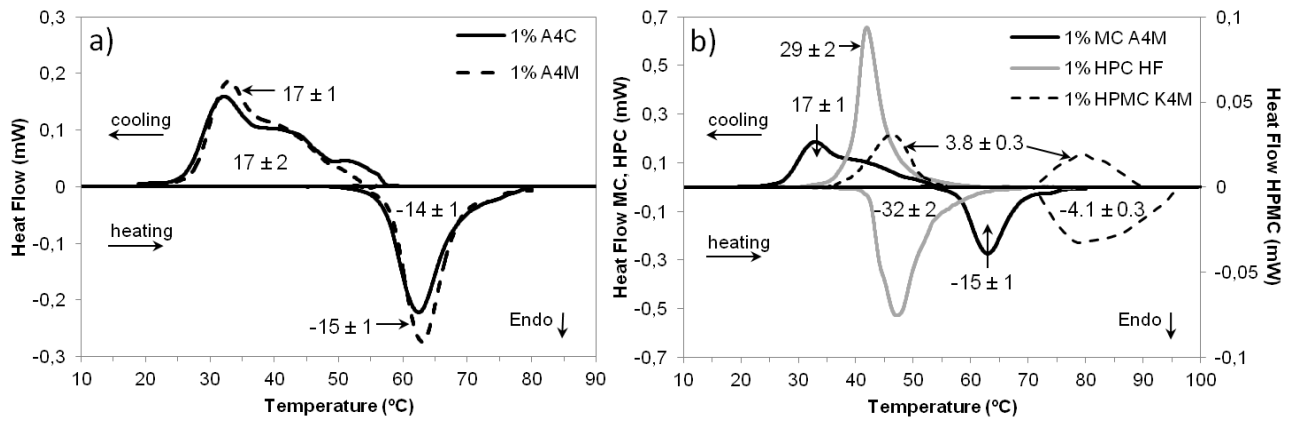 a)
1% A4C
1% A4M
17 ± 1
cooling
17 ± 2
-14 ± 1
heating
-15 ± 1
Endo
Heat Flow (mW)
0,3
0,2
0,1
0
-0,1
-0,2
-0,3
10 20 30 40 50 60 70 80 90
Temperature (ºC)
b)
1% MC A4M
1% HPC HF
1% HPMC K4M
29 ± 2
17 ± 1
cooling
3.8 ± 0.3
-32 ± 2
-4.1 ± 0.3
heating
-15 ± 1
Endo
Heat Flow MC, HPC (mW)
0,7
0,5
0,3
0,1
-0,1
-0,3
-0,5
-0,7
10 20 30 40 50 60 70 80 90 100
Temperature (ºC)
Heat Flow HPMC (mW)
0,1
0,05
0
-0,05
-0,1